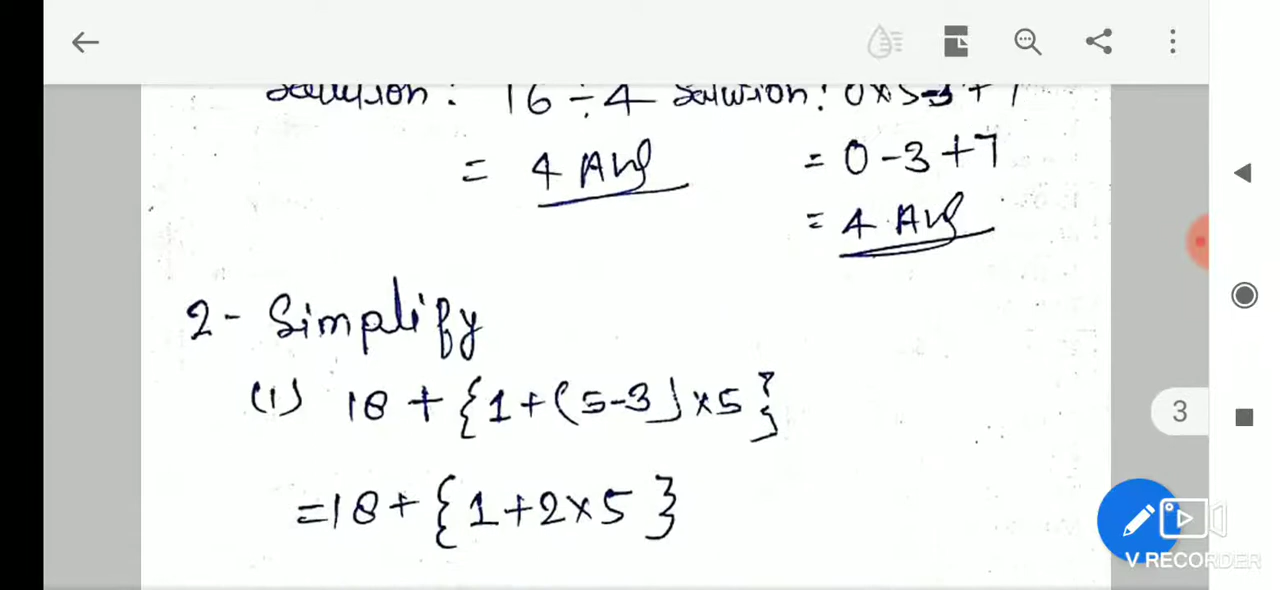 Solution : 16 ÷ 4 Solution : 0×5-3+7
= 4 Ans
= 0-3+7
= 4 Ans
2- Simplify
(1) 18 + {1+(5-3)×5}
=18+ {1+2×5}
3
V RECORDER